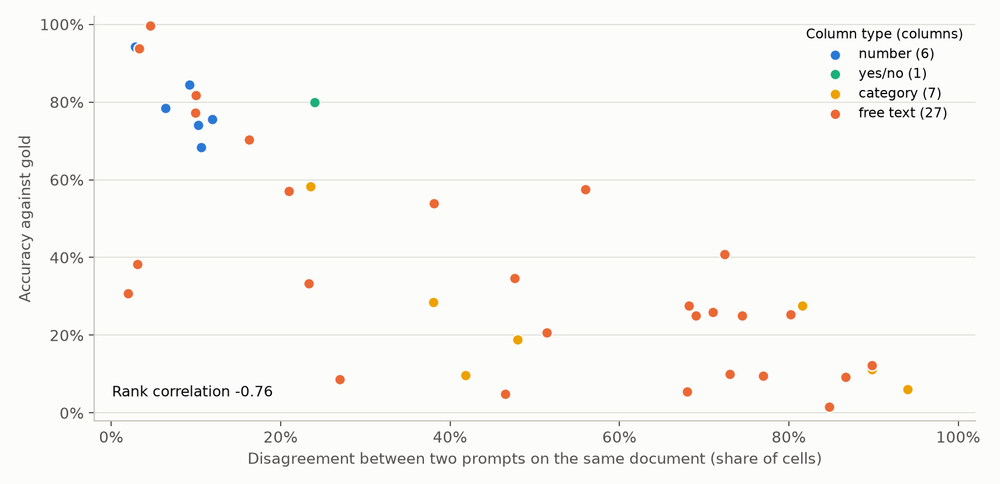 Column type (columns)
number (6)
yes/no (1)
category (7)
free text (27)
100%
80%
60%
40%
20%
0%
Accuracy against gold
Rank correlation -0.76
0%
20%
40%
60%
80%
100%
Disagreement between two prompts on the same document (share of cells)